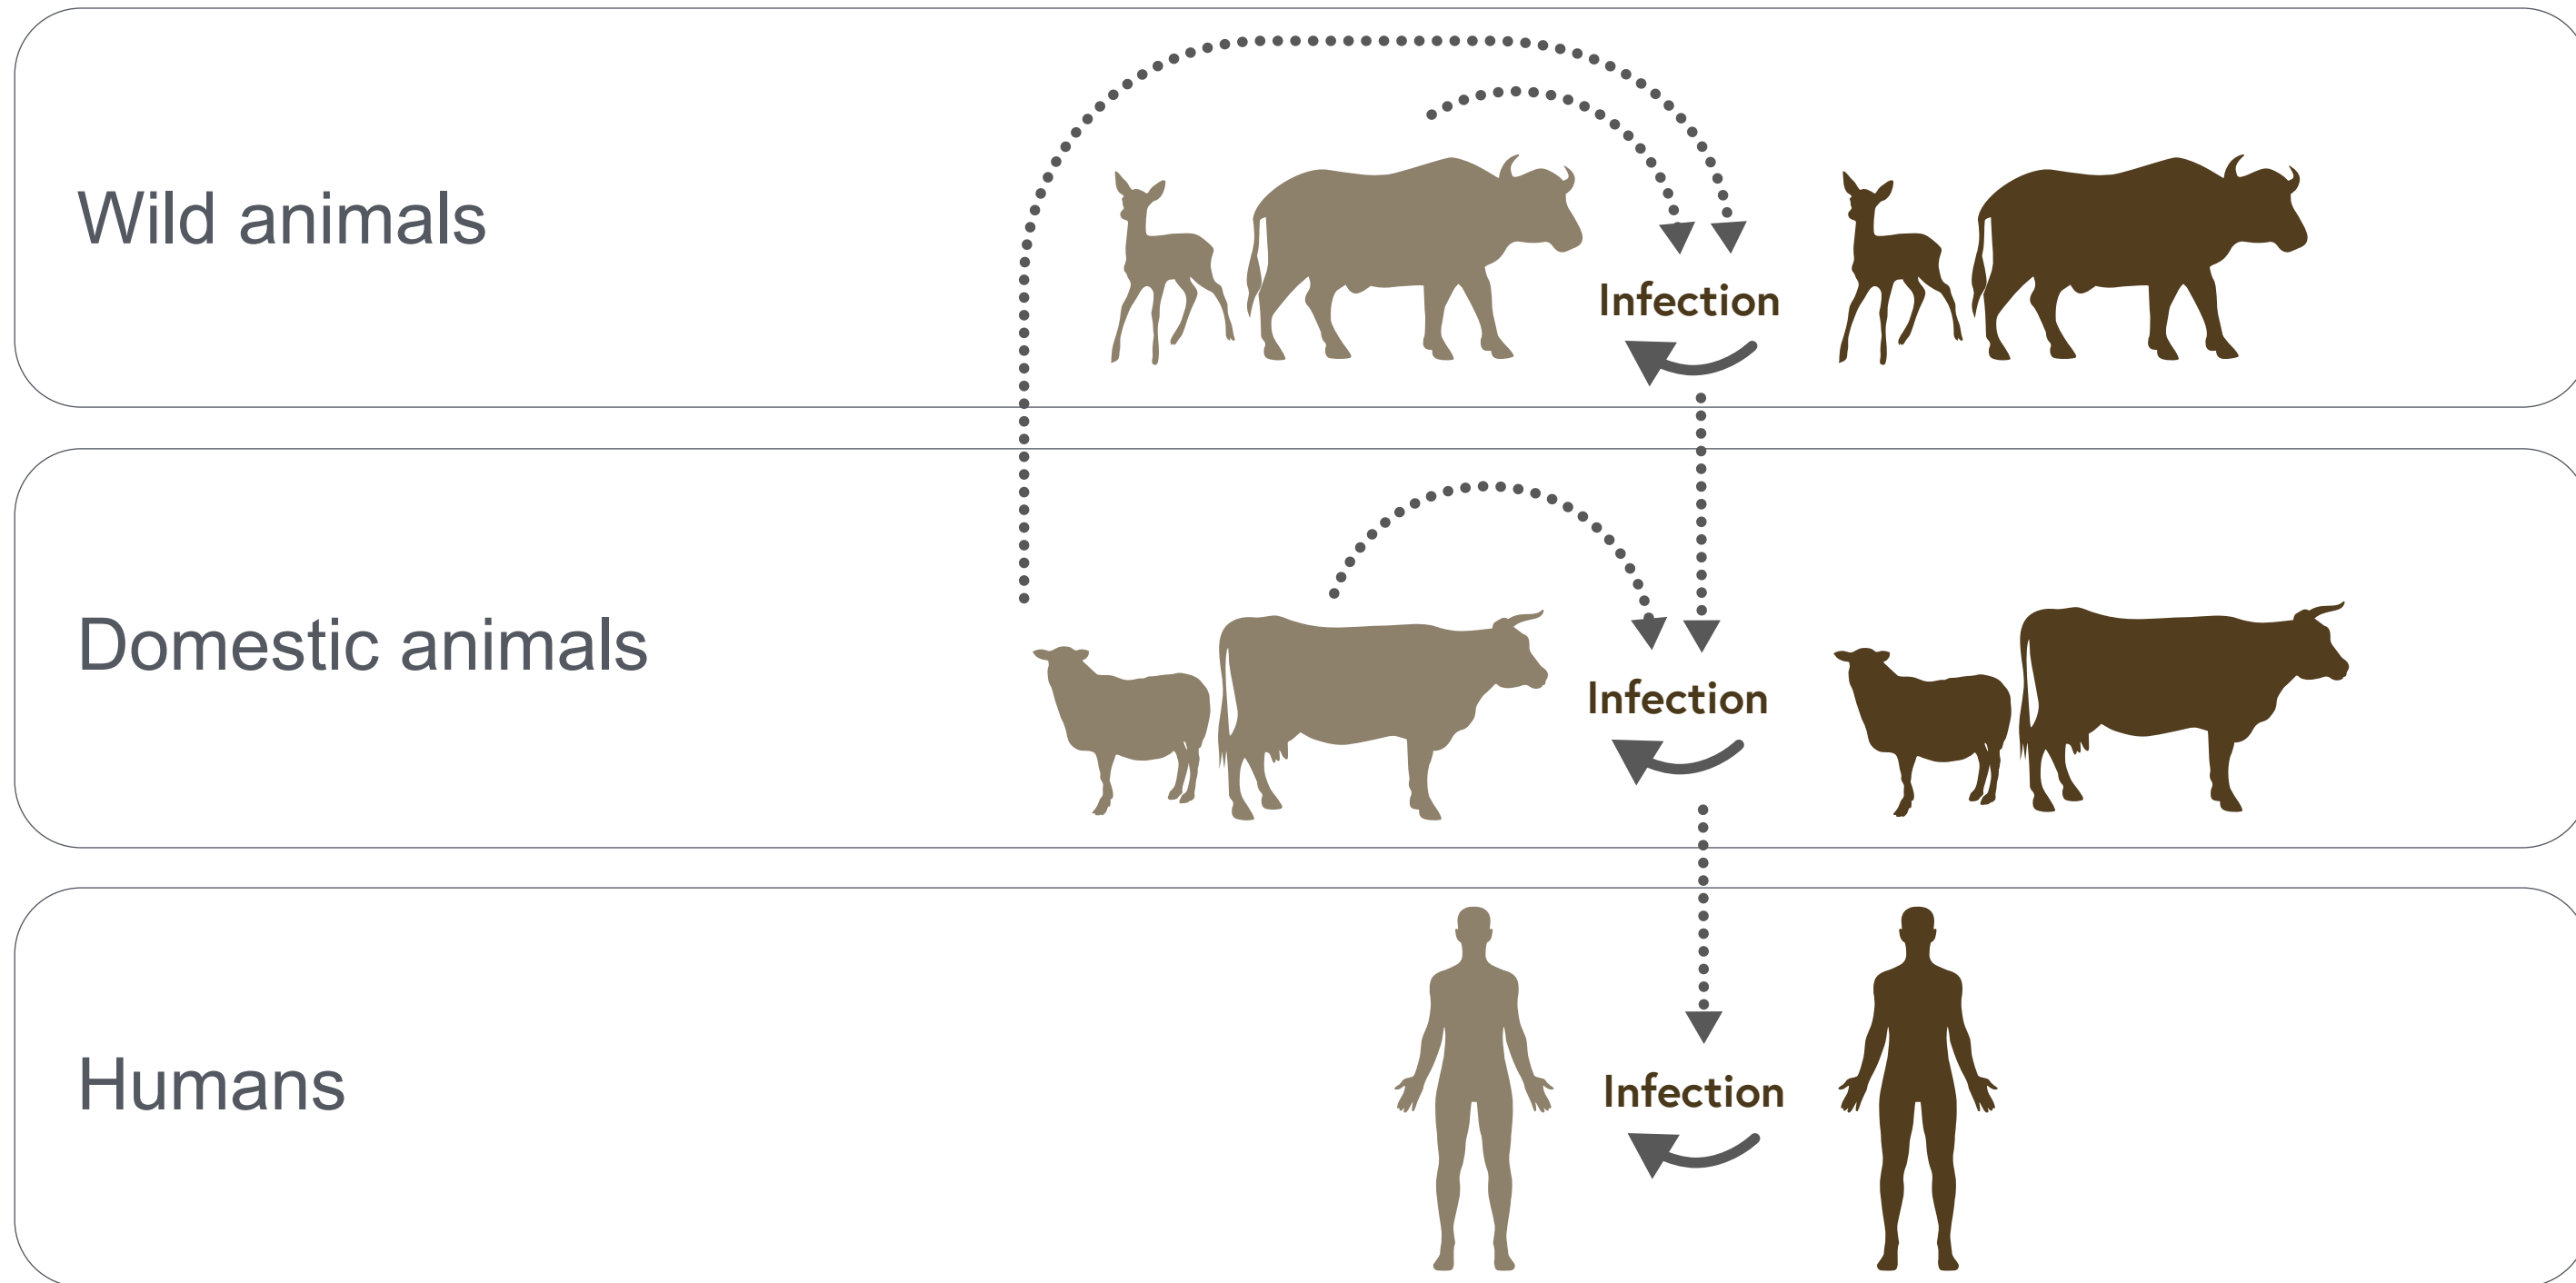 Wild animals
Infection
Domestic animals
Infection
Humans
Infection